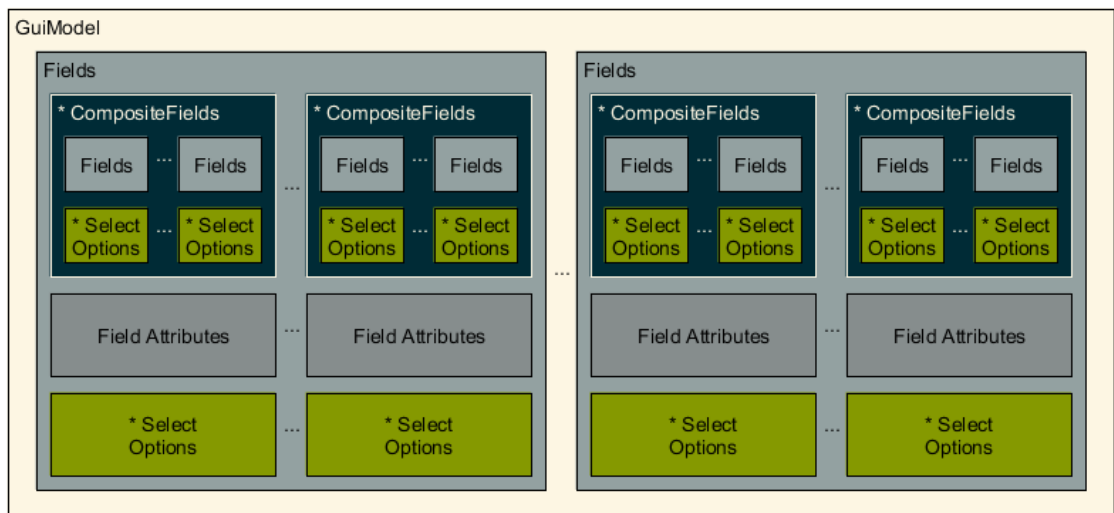 GuiModel
Fields Fields
* CompositeFields * CompositeFields * CompositeFields * CompositeFields
Fields ... Fields Fields ... Fields Fields ... Fields Fields ... Fields
... ...
* Select ... * Select * Select ... * Select * Select ... * Select * Select ... * Select
Options Options Options Options Options Options Options Options
...
Field Attributes ... Field Attributes Field Attributes ... Field Attributes
* Select ... * Select * Select ... * Select
Options Options Options Options